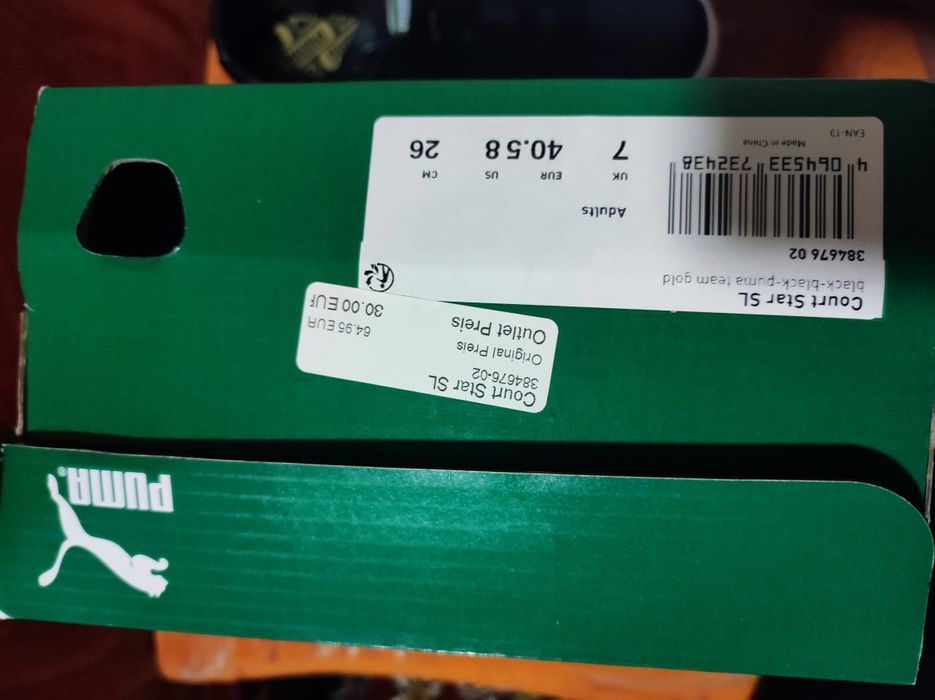 PUMA®
Court Star SL
384676-02
Original Preis 64.95 EUR
Outlet Preis 30.00 EUR
Court Star SL
black-black-puma team gold
384676 02
Adults
UK EUR US CM
7 40.5 8 26
4 064533 732438
Made in China
EAN-13